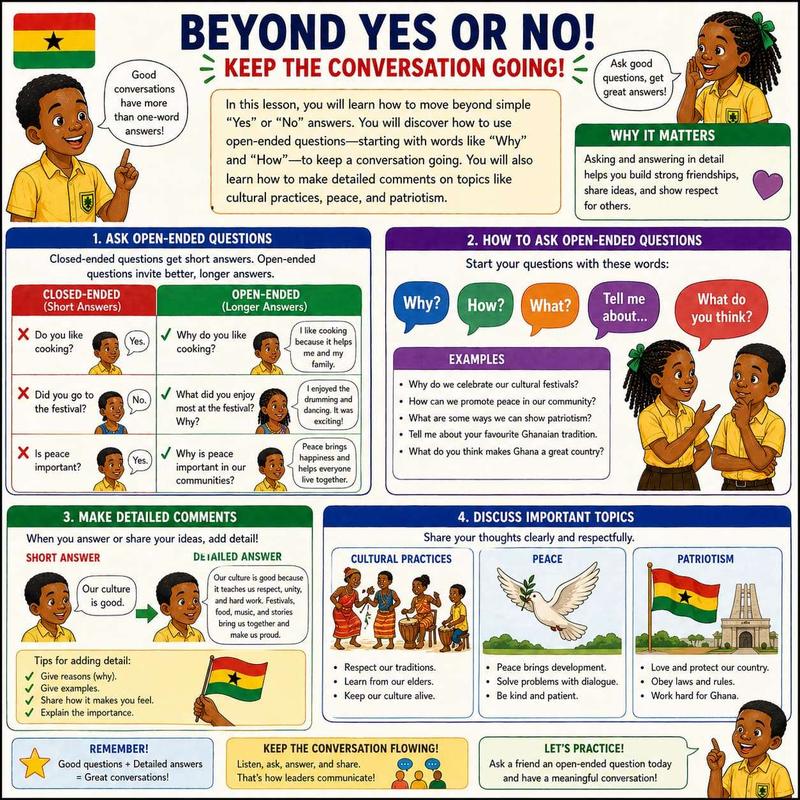 BEYOND YES OR NO!
KEEP THE CONVERSATION GOING!
Good
conversations
have more
than one-word
answers!
Ask good
questions, get
great answers!
In this lesson, you will learn how to move beyond simple
“Yes” or “No” answers. You will discover how to use
open-ended questions—starting with words like “Why”
and “How”—to keep a conversation going. You will also
learn how to make detailed comments on topics like
cultural practices, peace, and patriotism.
WHY IT MATTERS
Asking and answering in detail
helps you build strong friendships,
share ideas, and show respect
for others.
1. ASK OPEN-ENDED QUESTIONS
Closed-ended questions get short answers. Open-ended
questions invite better, longer answers.
CLOSED-ENDED
(Short Answers)
OPEN-ENDED
(Longer Answers)
Do you like
cooking?
Yes.
Why do you like
cooking?
I like cooking
because it helps
me and my
family.
Did you go to
the festival?
No.
What did you enjoy
most at the festival?
Why?
I enjoyed the
drumming and
dancing. It was
exciting!
Is peace
important?
Yes.
Why is peace
important in our
communities?
Peace brings
happiness and
helps everyone
live together.
2. HOW TO ASK OPEN-ENDED QUESTIONS
Start your questions with these words:
Why?
How?
What?
Tell me
about...
What do
you think?
EXAMPLES
• Why do we celebrate our cultural festivals?
• How can we promote peace in our community?
• What are some ways we can show patriotism?
• Tell me about your favourite Ghanaian tradition.
• What do you think makes Ghana a great country?
3. MAKE DETAILED COMMENTS
When you answer or share your ideas, add detail!
SHORT ANSWER
Our culture
is good.
DETAILED ANSWER
Our culture is good because
it teaches us respect, unity,
and hard work. Festivals,
food, music, and stories
bring us together and
make us proud.
Tips for adding detail:
✓ Give reasons (why).
✓ Give examples.
✓ Share how it makes you feel.
✓ Explain the importance.
4. DISCUSS IMPORTANT TOPICS
Share your thoughts clearly and respectfully.
CULTURAL PRACTICES
• Respect our traditions.
• Learn from our elders.
• Keep our culture alive.
PEACE
• Peace brings development.
• Solve problems with dialogue.
• Be kind and patient.
PATRIOTISM
• Love and protect our country.
• Obey laws and rules.
• Work hard for Ghana.
REMEMBER!
Good questions + Detailed answers
= Great conversations!
KEEP THE CONVERSATION FLOWING!
Listen, ask, answer, and share.
That's how leaders communicate!
LET'S PRACTICE!
Ask a friend an open-ended question today
and have a meaningful conversation!